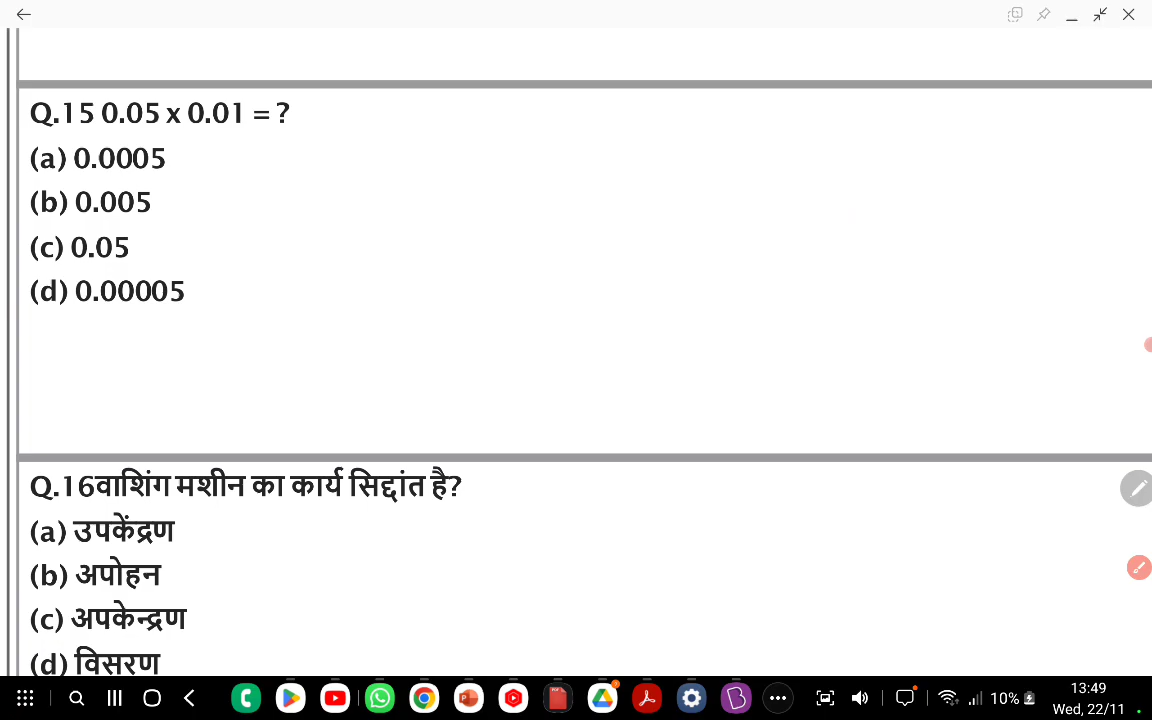 Q.15 0.05 x 0.01 = ?
(a) 0.0005
(b) 0.005
(c) 0.05
(d) 0.00005
Q.16वाशिंग मशीन का कार्य सिद्दांत है?
(a) उपकेंद्रण
(b) अपोहन
(c) अपकेन्द्रण
(d) विसरण
10%
13:49
Wed, 22/11